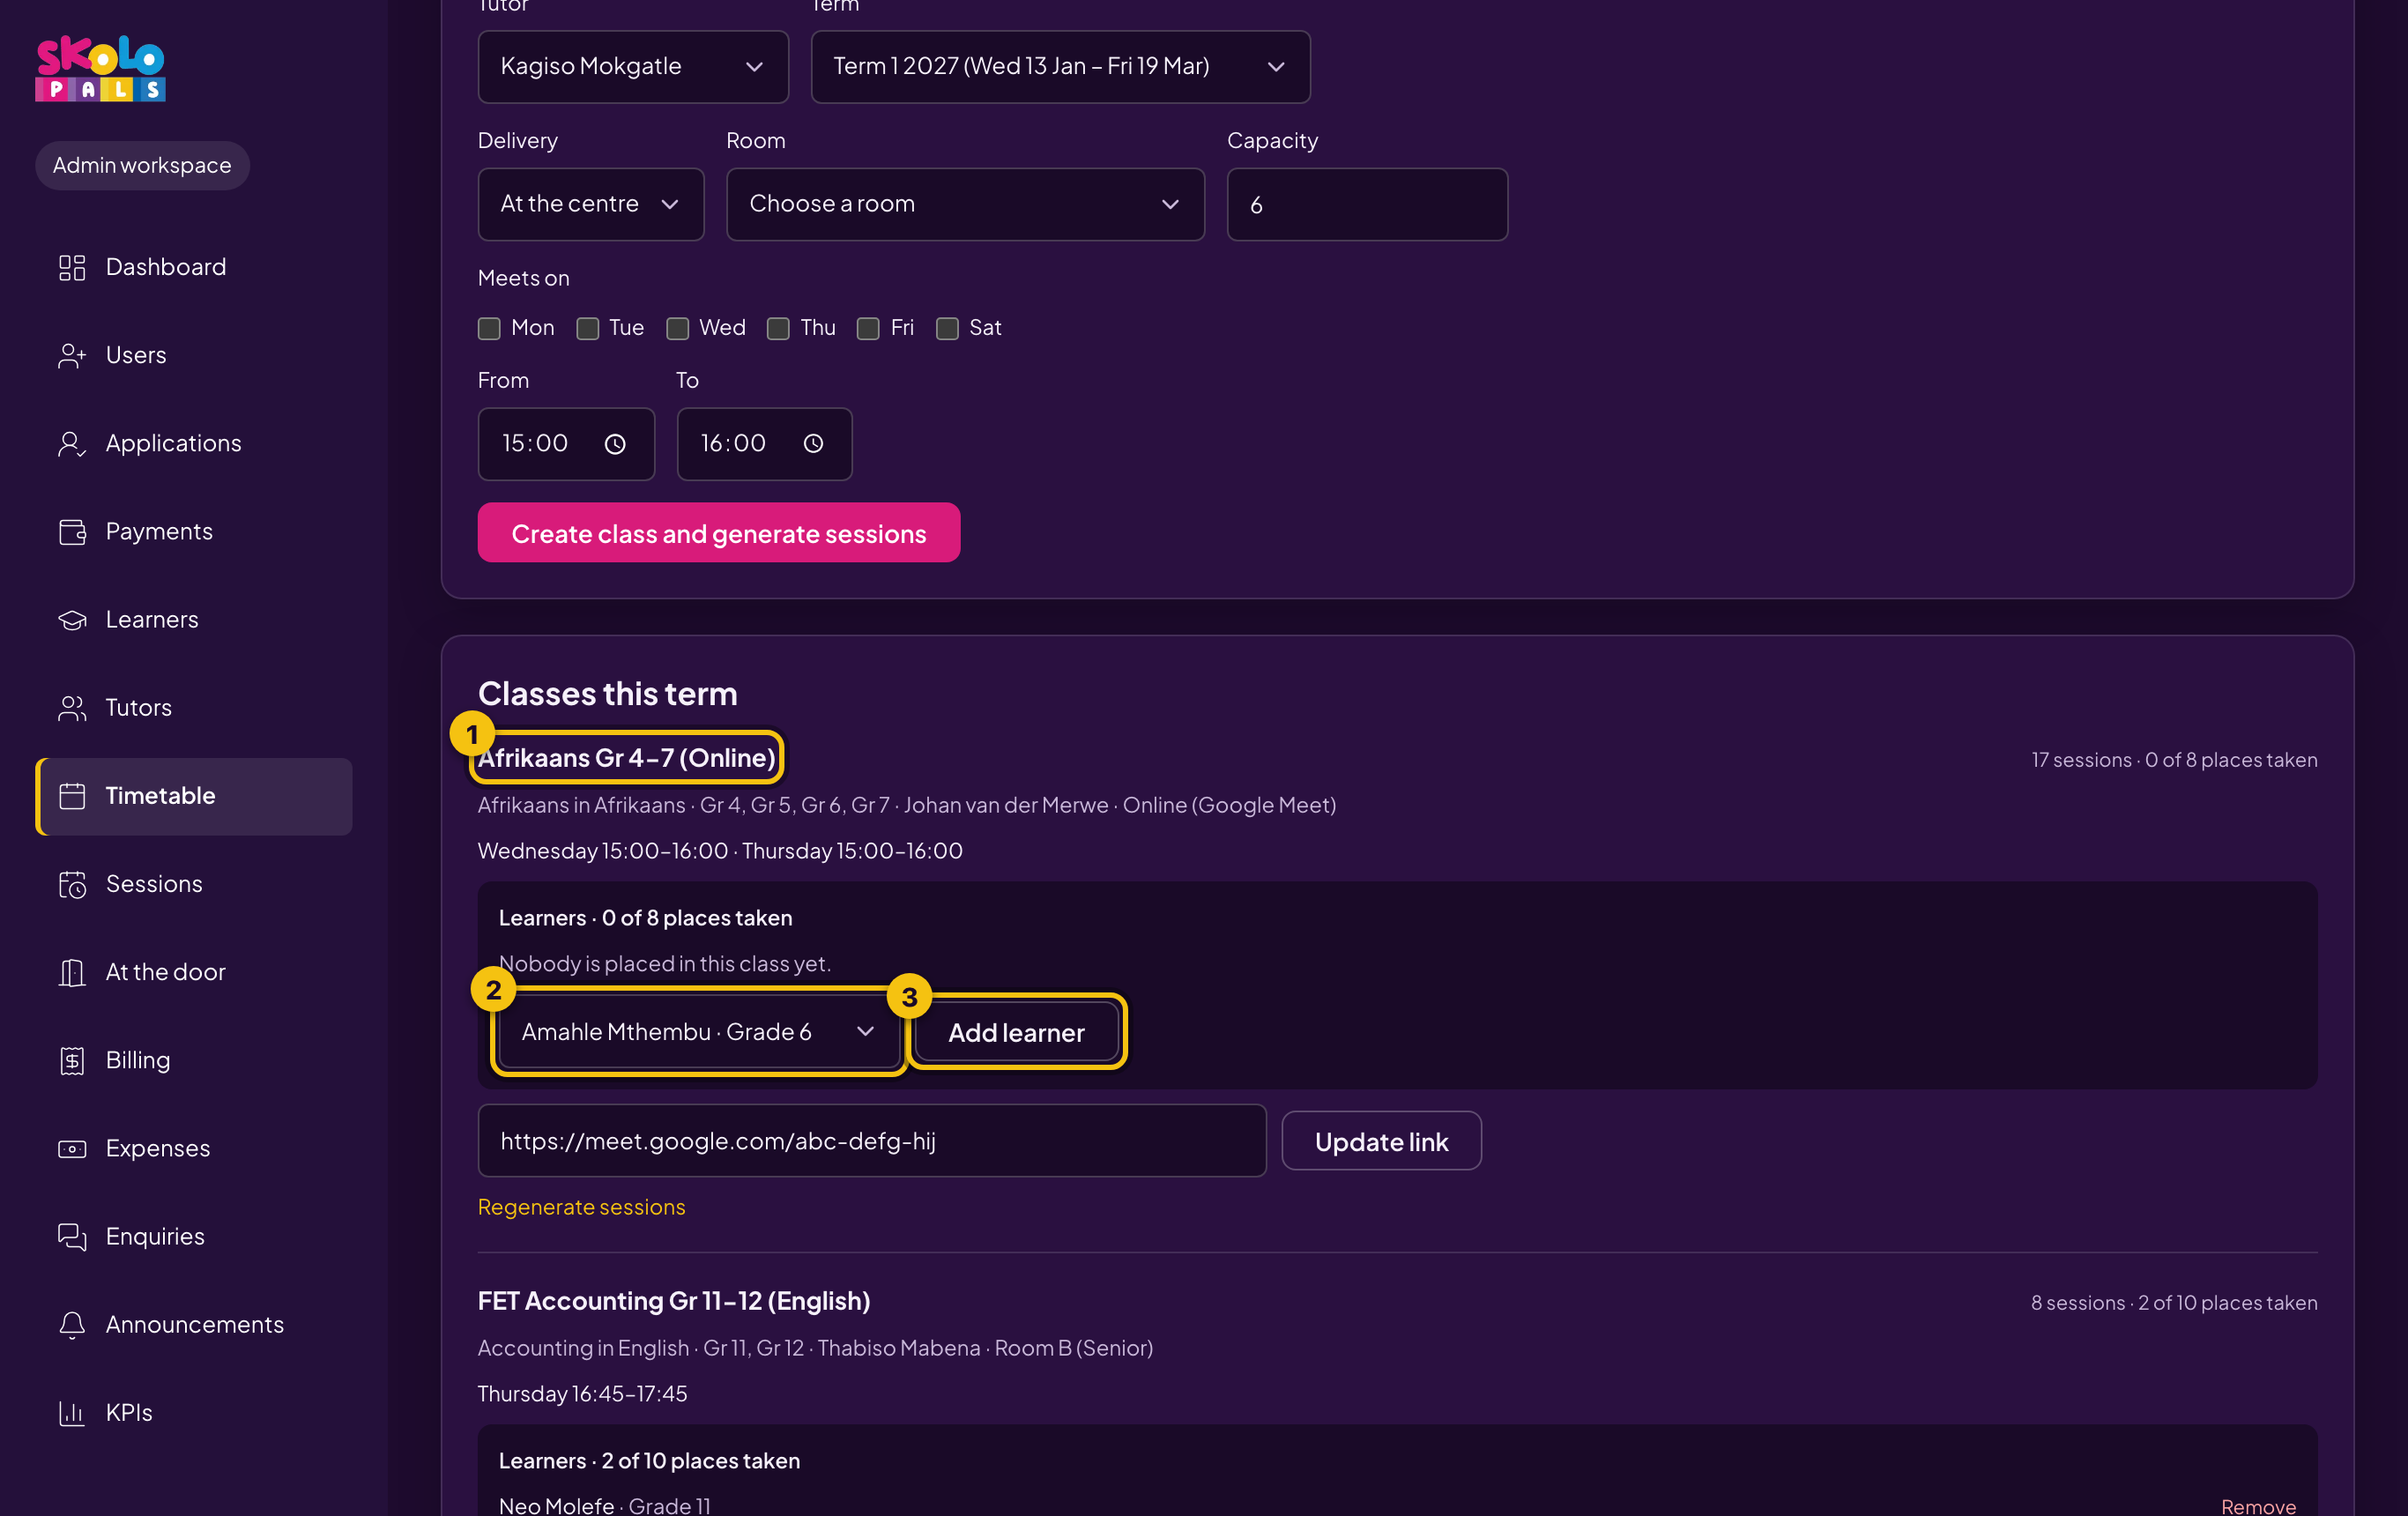 SKOLO
PALS
Admin workspace
Dashboard
Users
Applications
Payments
Learners
Tutors
Timetable
Sessions
At the door
Billing
Expenses
Enquiries
Announcements
KPIs
Tutor Term
Kagiso Mokgatle Term 1 2027 (Wed 13 Jan – Fri 19 Mar)
Delivery Room Capacity
At the centre Choose a room 6
Meets on
Mon Tue Wed Thu Fri Sat
From To
15:00 16:00
Create class and generate sessions
Classes this term
1
Afrikaans Gr 4–7 (Online) 17 sessions · 0 of 8 places taken
Afrikaans in Afrikaans · Gr 4, Gr 5, Gr 6, Gr 7 · Johan van der Merwe · Online (Google Meet)
Wednesday 15:00–16:00 · Thursday 15:00–16:00
Learners · 0 of 8 places taken
Nobody is placed in this class yet.
2 3
Amahle Mthembu · Grade 6 Add learner
https://meet.google.com/abc-defg-hij Update link
Regenerate sessions
FET Accounting Gr 11–12 (English) 8 sessions · 2 of 10 places taken
Accounting in English · Gr 11, Gr 12 · Thabiso Mabena · Room B (Senior)
Thursday 16:45–17:45
Learners · 2 of 10 places taken
Neo Molefe · Grade 11 Remove